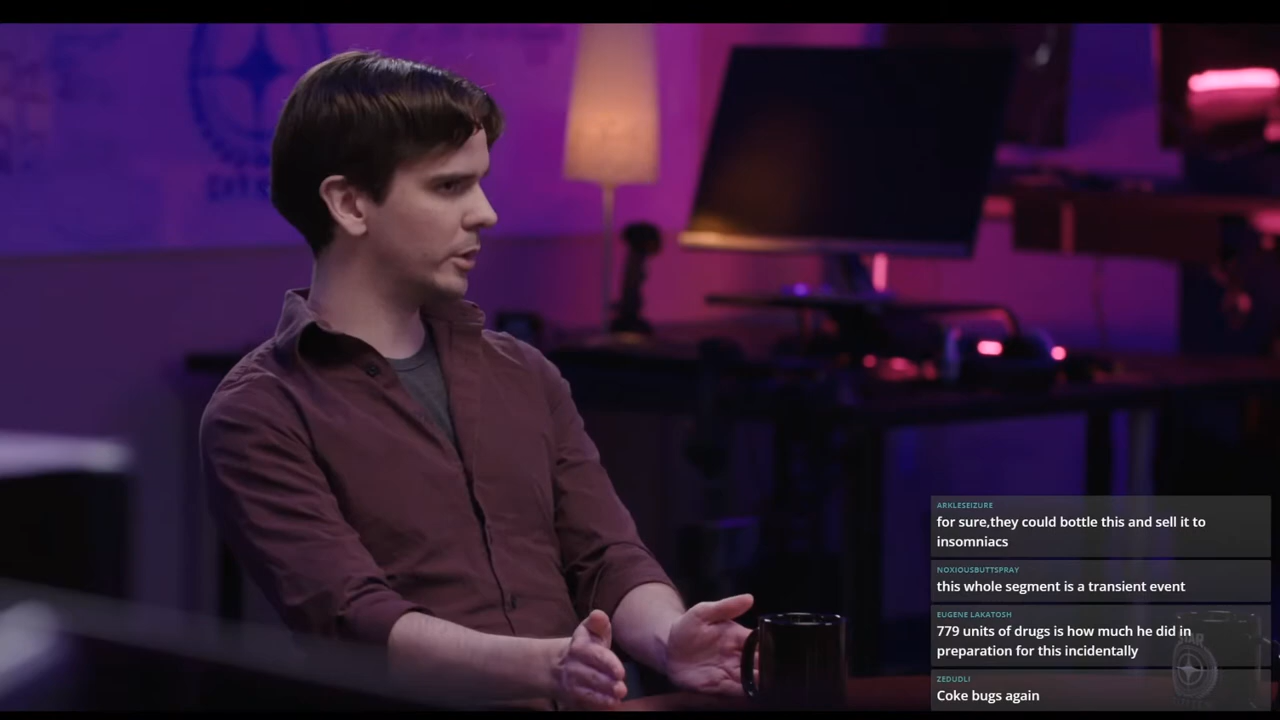 ARKLESEIZURE
for sure,they could bottle this and sell it to
insomniacs
NOXIOUSBUTTSPRAY
this whole segment is a transient event
EUGENE LAKATOSH
779 units of drugs is how much he did in
preparation for this incidentally
ZEDUDLI
Coke bugs again